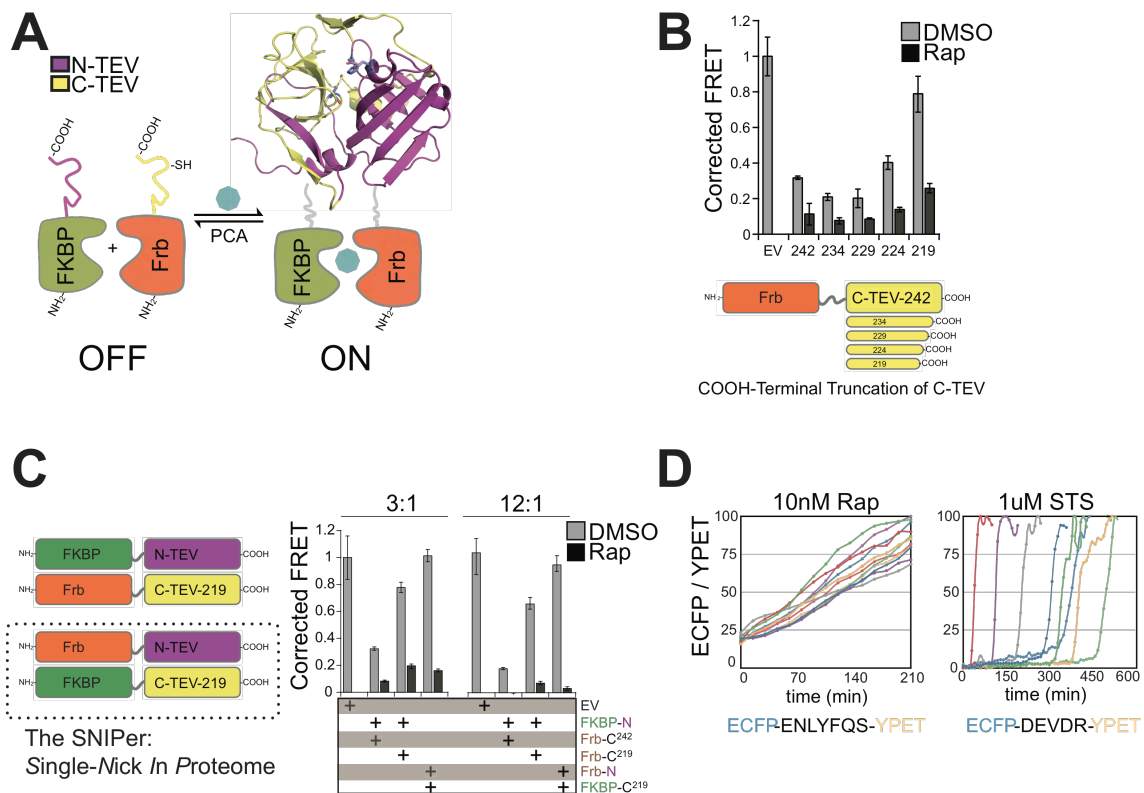 A
N-TEV
C-TEV
-COOH
-COOH
-SH
FKBP
+
Frb
PCA
FKBP
Frb
NH2-
NH2-
NH2-
NH2-
OFF
ON
B
DMSO
Rap
Corrected FRET
1.2
1
0.8
0.6
0.4
0.2
0
EV 242 234 229 224 219
NH2- Frb C-TEV-242 -COOH
234 -COOH
229 -COOH
224 -COOH
219 -COOH
COOH-Terminal Truncation of C-TEV
C
NH2- FKBP N-TEV -COOH
NH2- Frb C-TEV-219 -COOH
NH2- Frb N-TEV -COOH
NH2- FKBP C-TEV-219 -COOH
The SNIPer:
Single-Nick In Proteome
3:1 12:1
DMSO
Rap
Corrected FRET
1.2
1
0.8
0.6
0.4
0.2
0
+ + EV
+ + + + FKBP-N
+ + Frb-C242
+ + Frb-C219
+ + Frb-N
+ + FKBP-C219
D
10nM Rap 1uM STS
ECFP / YPET
100
75
50
25
0
0 70 140 210
time (min)
ECFP-ENLYFQS-YPET
100
75
50
25
0
0 150 300 450 600
time (min)
ECFP-DEVDR-YPET